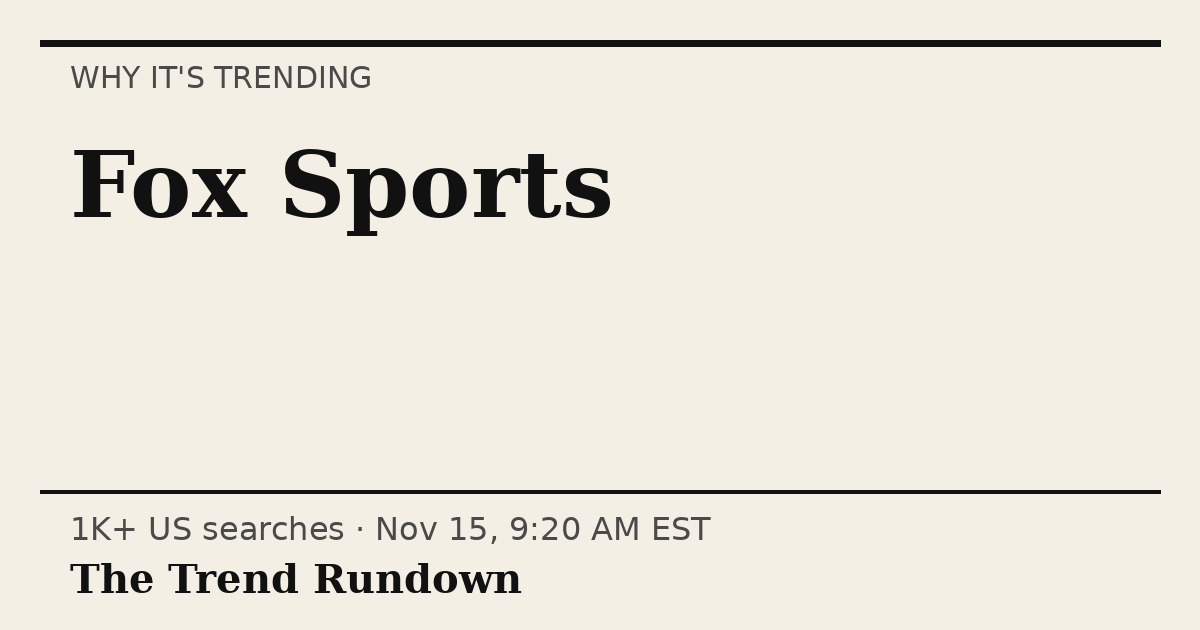 WHY IT'S TRENDING
Fox Sports
1K+ US searches · Nov 15, 9:20 AM EST
The Trend Rundown